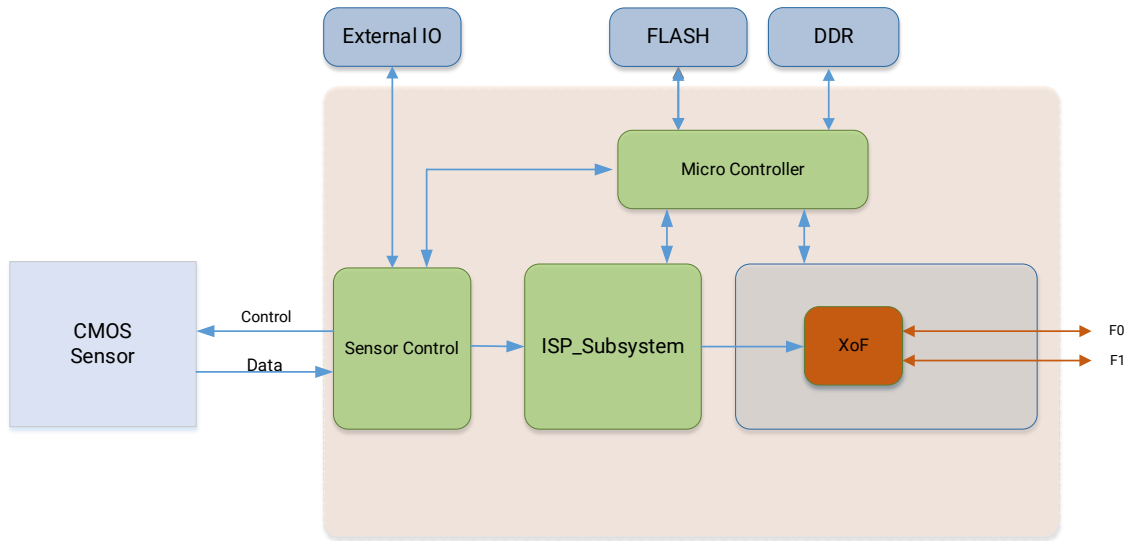 External IO
FLASH
DDR
Micro Controller
CMOS
Sensor
Control
Data
Sensor Control
ISP_Subsystem
XoF
F0
F1